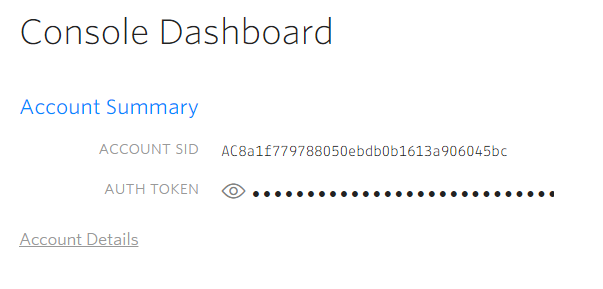 Console Dashboard
Account Summary
ACCOUNT SID AC8a1f779788050ebdb0b1613a906045bc
AUTH TOKEN ••••••••••••••••••••••••••••
Account Details